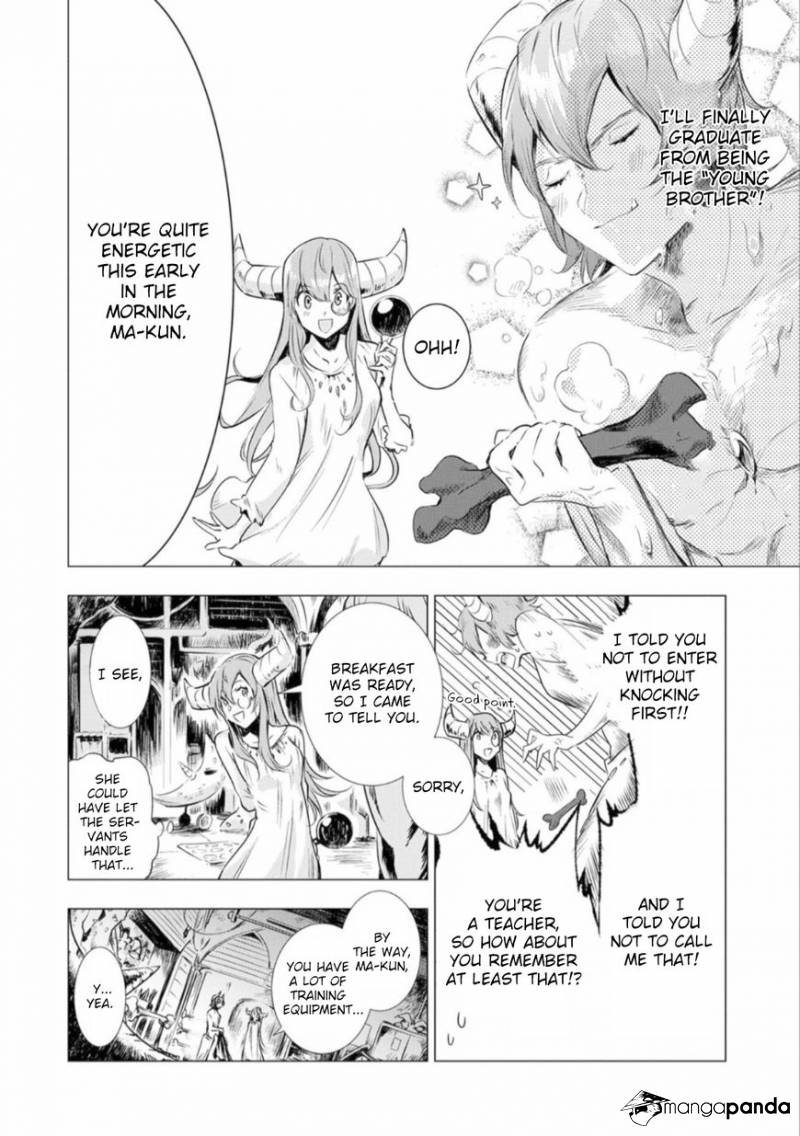 I'LL FINALLY
GRADUATE
FROM BEING
THE "YOUNG
BROTHER"!
OHH!
YOU'RE QUITE
ENERGETIC
THIS EARLY
IN THE
MORNING,
MA-KUN.
I TOLD YOU
NOT TO ENTER
WITHOUT
KNOCKING
FIRST!!
Good point.
AND I
TOLD YOU
NOT TO CALL
ME THAT!
YOU'RE
A TEACHER,
SO HOW ABOUT
YOU REMEMBER
AT LEAST THAT!?
SORRY,
BREAKFAST
WAS READY,
SO I CAME
TO TELL YOU.
I SEE,
SHE
COULD
HAVE LET
THE SER-
VANTS
HANDLE
THAT...
BY
THE WAY,
MA-KUN,
YOU HAVE
A LOT OF
TRAINING
EQUIPMENT...
Y...
YEA.
mangapanda